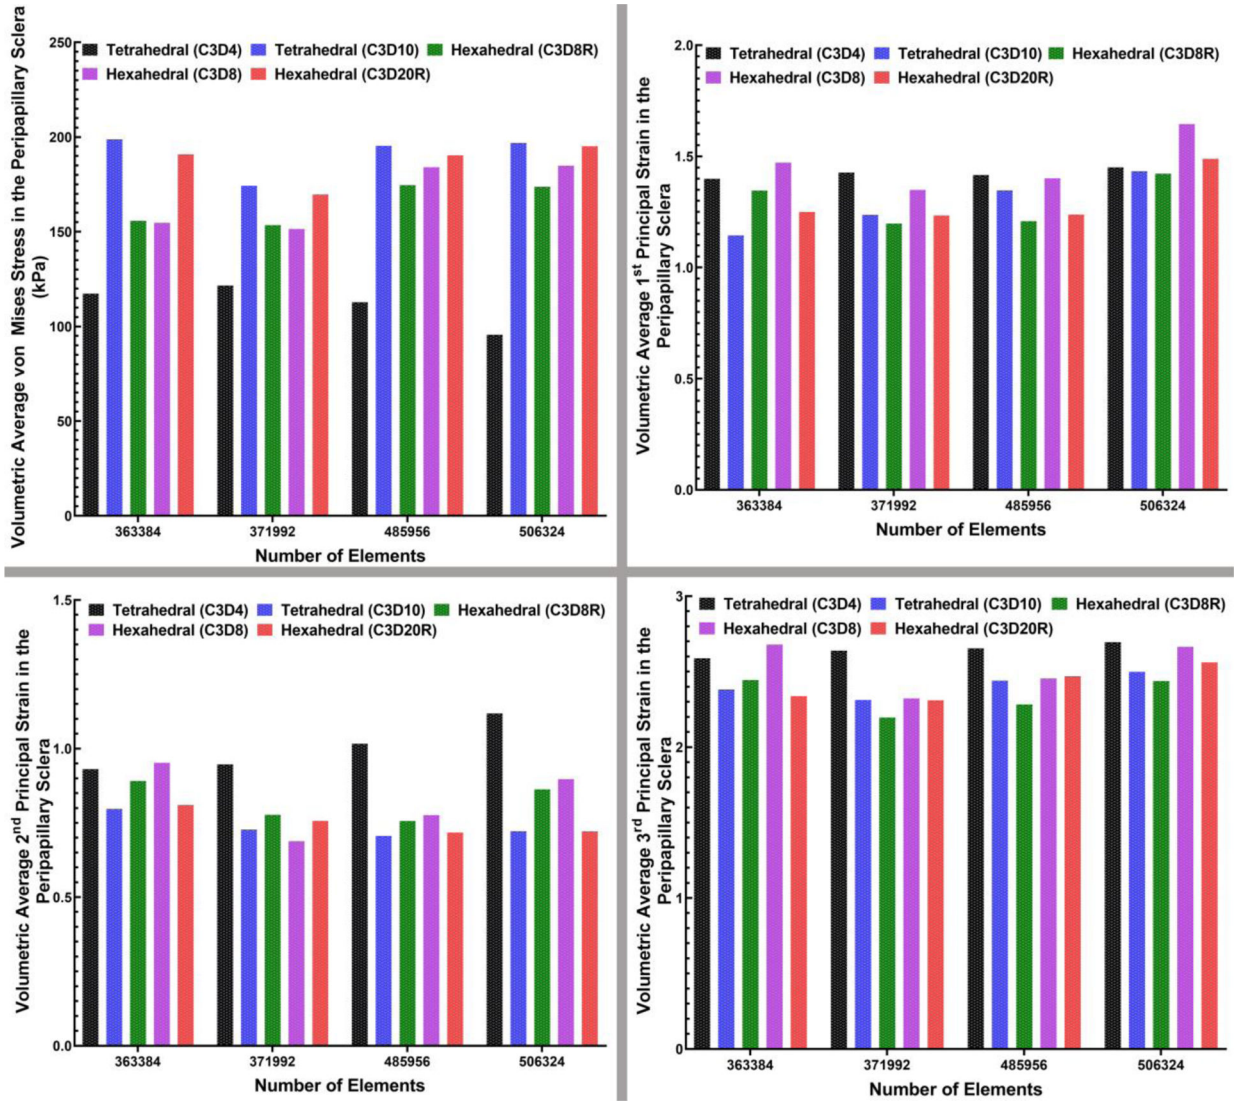 Volumetric Average von Mises Stress in the Peripapillary Sclera
(kPa)
250
200
150
100
50
0
Tetrahedral (C3D4) Tetrahedral (C3D10) Hexahedral (C3D8R)
Hexahedral (C3D8) Hexahedral (C3D20R)
363384 371992 485956 506324
Number of Elements
Volumetric Average 1st Principal Strain in the
Peripapillary Sclera
2.0
1.5
1.0
0.5
0.0
Tetrahedral (C3D4) Tetrahedral (C3D10) Hexahedral (C3D8R)
Hexahedral (C3D8) Hexahedral (C3D20R)
363384 371992 485956 506324
Number of Elements
Volumetric Average 2nd Principal Strain in the
Peripapillary Sclera
1.5
1.0
0.5
0.0
Tetrahedral (C3D4) Tetrahedral (C3D10) Hexahedral (C3D8R)
Hexahedral (C3D8) Hexahedral (C3D20R)
363384 371992 485956 506324
Number of Elements
Volumetric Average 3rd Principal Strain in the
Peripapillary Sclera
3
2
1
0
Tetrahedral (C3D4) Tetrahedral (C3D10) Hexahedral (C3D8R)
Hexahedral (C3D8) Hexahedral (C3D20R)
363384 371992 485956 506324
Number of Elements